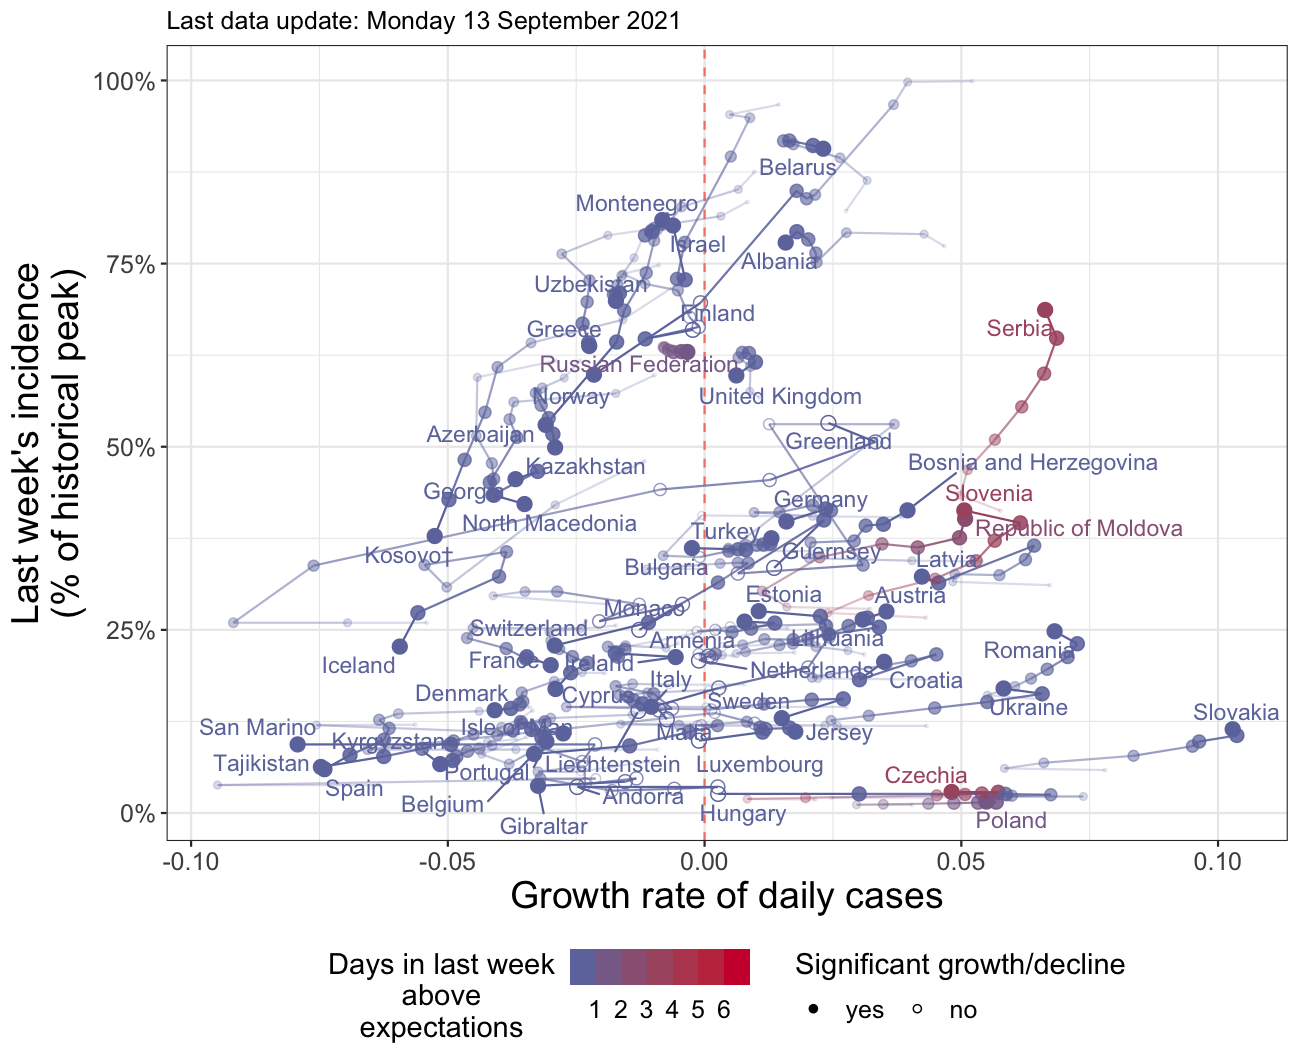 Last data update: Monday 13 September 2021
Last week's incidence
(% of historical peak)
100%
75%
50%
25%
0%
Belarus
Montenegro
Israel
Albania
Uzbekistan
Finland
Greece
Serbia
Russian Federation
Norway
United Kingdom
Azerbaijan
Greenland
Kazakhstan
Bosnia and Herzegovina
Georgia
Germany
Slovenia
North Macedonia
Turkey
Republic of Moldova
Kosovo†
Guernsey
Bulgaria
Latvia
Estonia
Austria
Monaco
Switzerland
Armenia
Lithuania
Romania
France
Ireland
Iceland
Netherlands
Italy
Croatia
Denmark
Cyprus
Sweden
Ukraine
Slovakia
San Marino
Isle of Man
Malta
Jersey
Kyrgyzstan
Tajikistan
Portugal
Liechtenstein
Luxembourg
Czechia
Spain
Belgium
Andorra
Hungary
Poland
Gibraltar
-0.10
-0.05
0.00
0.05
0.10
Growth rate of daily cases
Days in last week
above
expectations
1 2 3 4 5 6
Significant growth/decline
yes
no